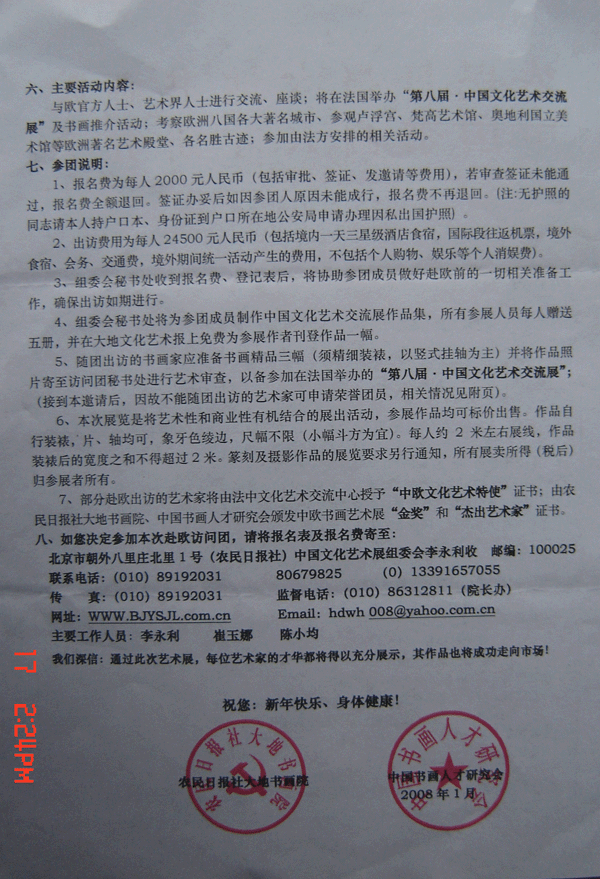 六、主要活动内容：
与欧官方人士、艺术界人士进行交流、座谈；将在法国举办“第八届·中国文化艺术交流
展”及书画推介活动；考察欧洲八国各大著名城市、参观卢浮宫、梵高艺术馆、奥地利国立美
术馆等欧洲著名艺术殿堂、各名胜古迹；参加由法方安排的相关活动。
七、参团说明：
1、报名费为每人2000元人民币（包括审批、签证、发邀请等费用），若审查签证未能通
过，报名费全额退回。签证办妥后如因参团人原因未能成行，报名费不再退回。（注:无护照的
同志请本人持户口本、身份证到户口所在地公安局申请办理因私出国护照）。
2、出访费用为每人24500元人民币（包括境内一天三星级酒店食宿，国际段往返机票，境外
食宿、会务、交通费，境外期间统一活动产生的费用，不包括个人购物、娱乐等个人消娱费）。
3、组委会秘书处收到报名费、登记表后，将协助参团成员做好赴欧前的一切相关准备工
作，确保出访如期进行。
4、组委会秘书处将为参团成员制作中国文化艺术交流展作品集，所有参展人员每人赠送
五册，并在大地文化艺术报上免费为参展作者刊登作品一幅。
5、随团出访的书画家应准备书画精品三幅（须精细装裱，以竖式挂轴为主）并将作品照
片寄至访问团秘书处进行艺术审查，以备参加在法国举办的“第八届·中国文化艺术交流展”；
（接到本邀请后，因故不能随团出访的艺术家可申请荣誉团员，相关情况见附页）。
6、本次展览是将艺术性和商业性有机结合的展出活动，参展作品均可标价出售。作品自
行装裱，片、轴均可，象牙色绫边，尺幅不限（小幅斗方为宜）。每人约 2 米左右展线，作品
装裱后的宽度之和不得超过2米。篆刻及摄影作品的展览要求另行通知，所有展卖所得（税后）
归参展者所有。
7、部分赴欧出访的艺术家将由法中文化艺术交流中心授予“中欧文化艺术特使”证书；由农
民日报社大地书画院、中国书画人才研究会颁发中欧书画艺术展“金奖”和“杰出艺术家”证书。
八、如您决定参加本次赴欧访问团，请将报名表及报名费寄至：
北京市朝外八里庄北里1号（农民日报社）中国文化艺术展组委会李永利收 邮编：100025
联系电话：（010）89192031 80679825 （0）13391657055
传 真：（010）89192031 监督电话：（010）86312811（院长办）
网址：WWW.BJYSJL.com.cn Email：hdwh 008@yahoo.com.cn
主要工作人员：李永利 崔玉娜 陈小均
我们深信：通过此次艺术展，每位艺术家的才华都将得以充分展示，其作品也将成功走向市场！
祝您：新年快乐、身体健康！
农民日报社大地书画院
农民日报社大地书画院
中国书画人才研究会
中国书画人才研究会
2008年1月
17 2:24PM